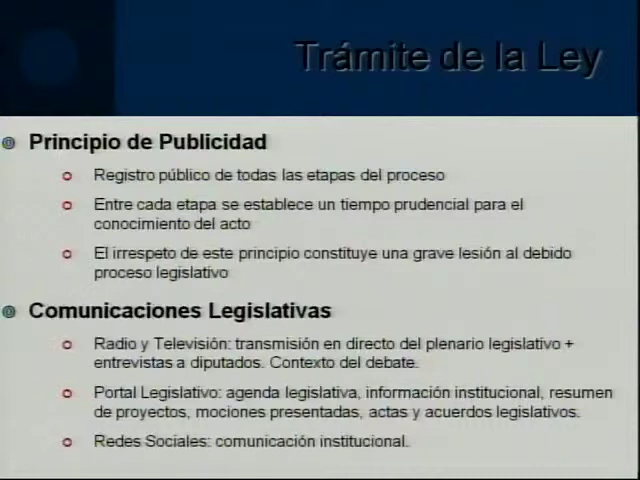 Trámite de la Ley
Principio de Publicidad
Registro público de todas las etapas del proceso
Entre cada etapa se establece un tiempo prudencial para el
conocimiento del acto
El irrespeto de este principio constituye una grave lesión al debido
proceso legislativo
Comunicaciones Legislativas
Radio y Televisión: transmisión en directo del plenario legislativo +
entrevistas a diputados. Contexto del debate.
Portal Legislativo: agenda legislativa, información institucional, resumen
de proyectos, mociones presentadas, actas y acuerdos legislativos.
Redes Sociales: comunicación institucional.